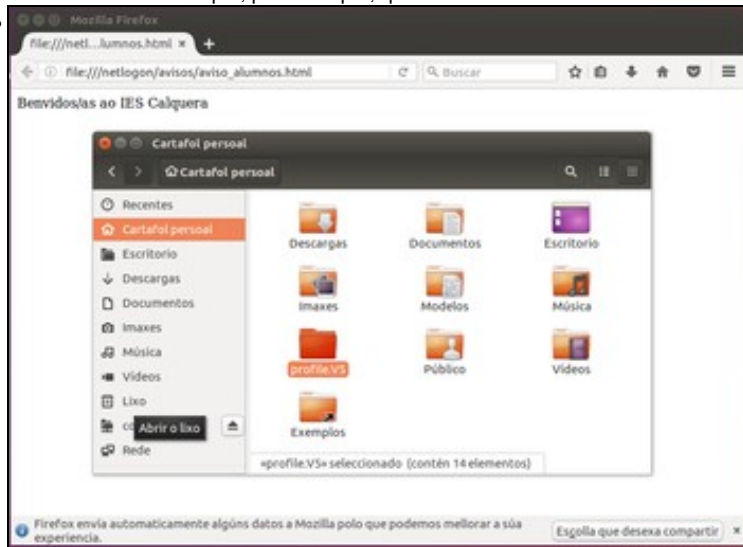 Mozilla Firefox
file:///netl...lumnos.html × +
file:///netlogon/avisos/aviso_alumnos.html
Buscar
Benvidos/as ao IES Calquera
Cartafol persoal
Cartafol persoal
Recentes
Cartafol persoal
Escritorio
Descargas
Documentos
Imaxes
Música
Vídeos
Lixo
Abrir o lixo
Rede
Descargas
Documentos
Escritorio
Imaxes
Modelos
Música
profile.V5
Público
Vídeos
Exemplos
«profile.V5» seleccionado (contén 14 elementos)
Firefox envía automaticamente algúns datos a Mozilla polo que podemos mellorar a súa
experiencia.
Escolla que desexa compartir ×